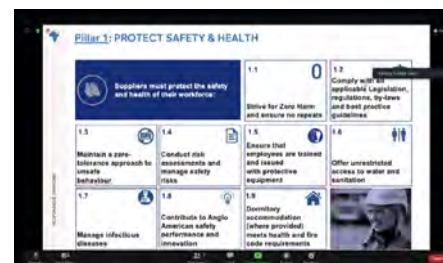 Pillar 1: PROTECT SAFETY & HEALTH
Suppliers must protect the safety
and health of their workforce:
1.1
0
Strive for Zero Harm
and ensure no repeats
1.2
Comply with all
applicable Legislation,
regulations, by-laws
and best practice
guidelines
1.3
Maintain a zero-
tolerance approach to
unsafe
behaviour
1.4
Conduct risk
assessments and
manage safety
risks
1.5
Ensure that
employees are trained
and issued
with protective
equipment
1.6
Offer unrestricted
access to water and
sanitation
1.7
Manage infectious
diseases
1.8
Contribute to Anglo
American safety
performance and
innovation
1.9
Dormitory
accommodation
(where provided)
meets health and fire
code requirements